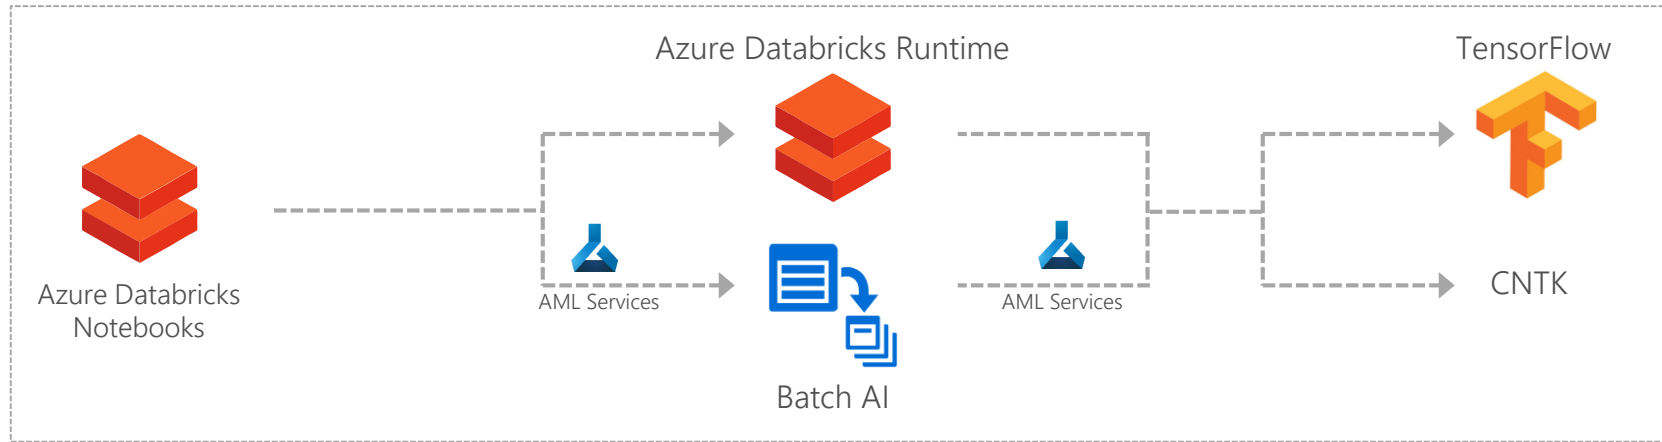 Azure Databricks Runtime
TensorFlow
Azure Databricks
Notebooks
AML Services
AML Services
CNTK
Batch AI